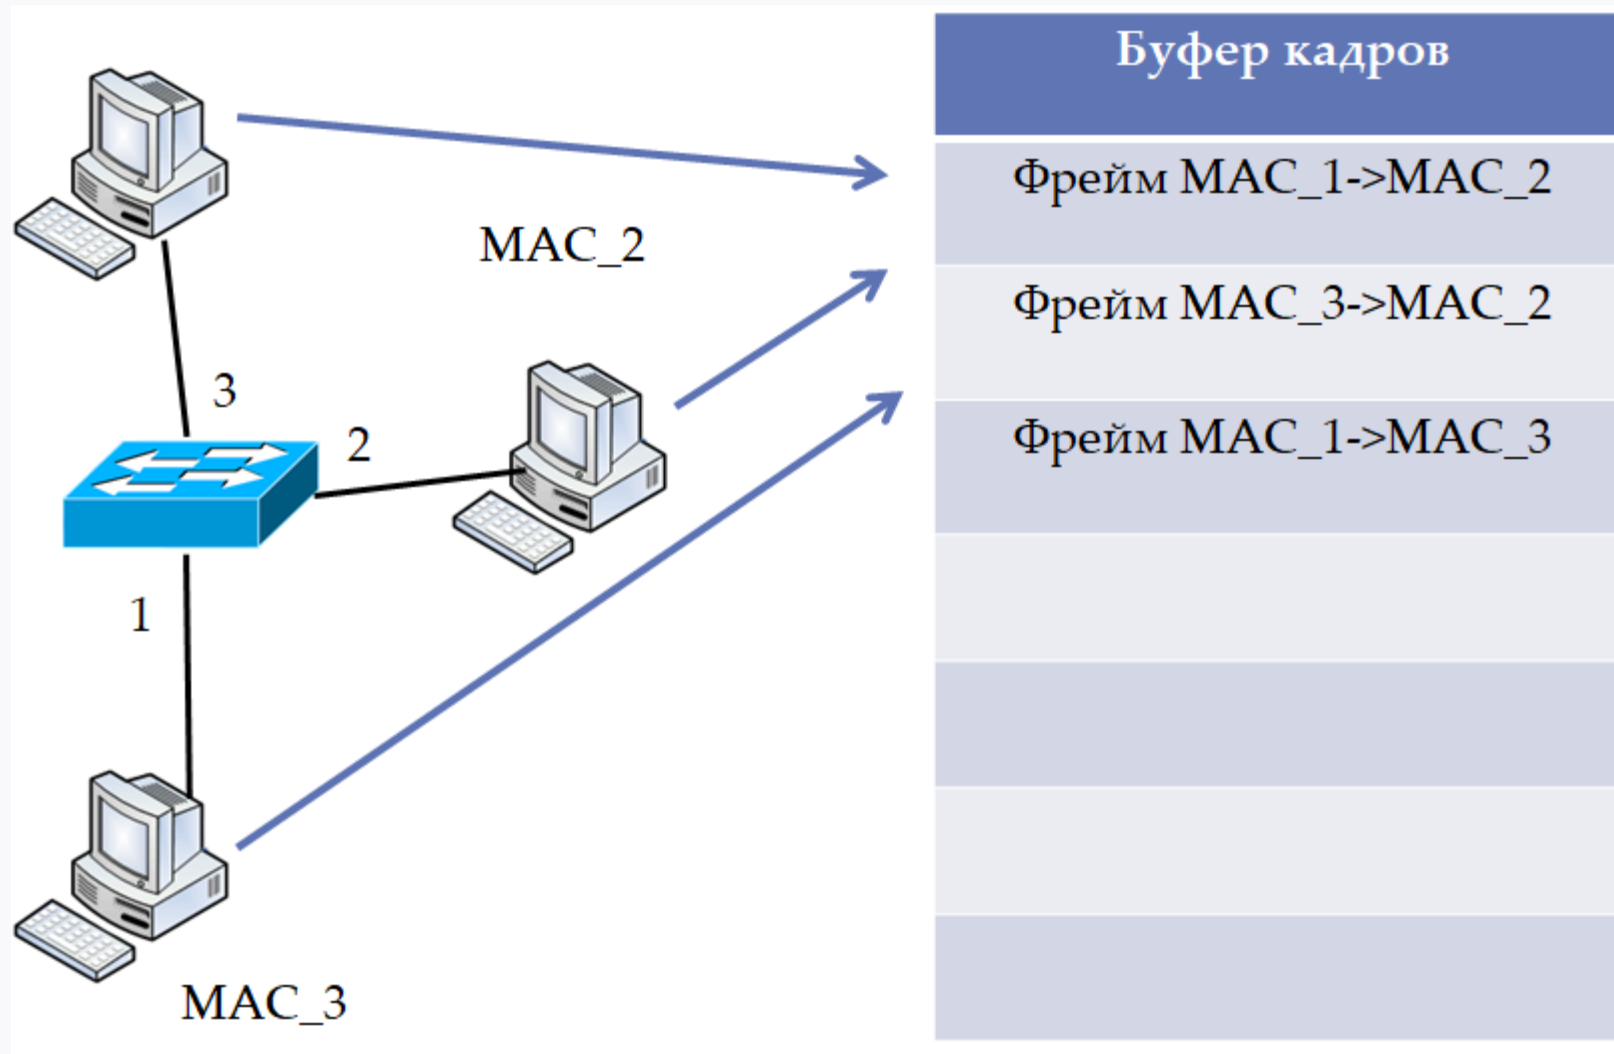 Буфер кадров
Фрейм MAC_1->MAC_2
MAC_2
Фрейм MAC_3->MAC_2
3
2
Фрейм MAC_1->MAC_3
1
MAC_3